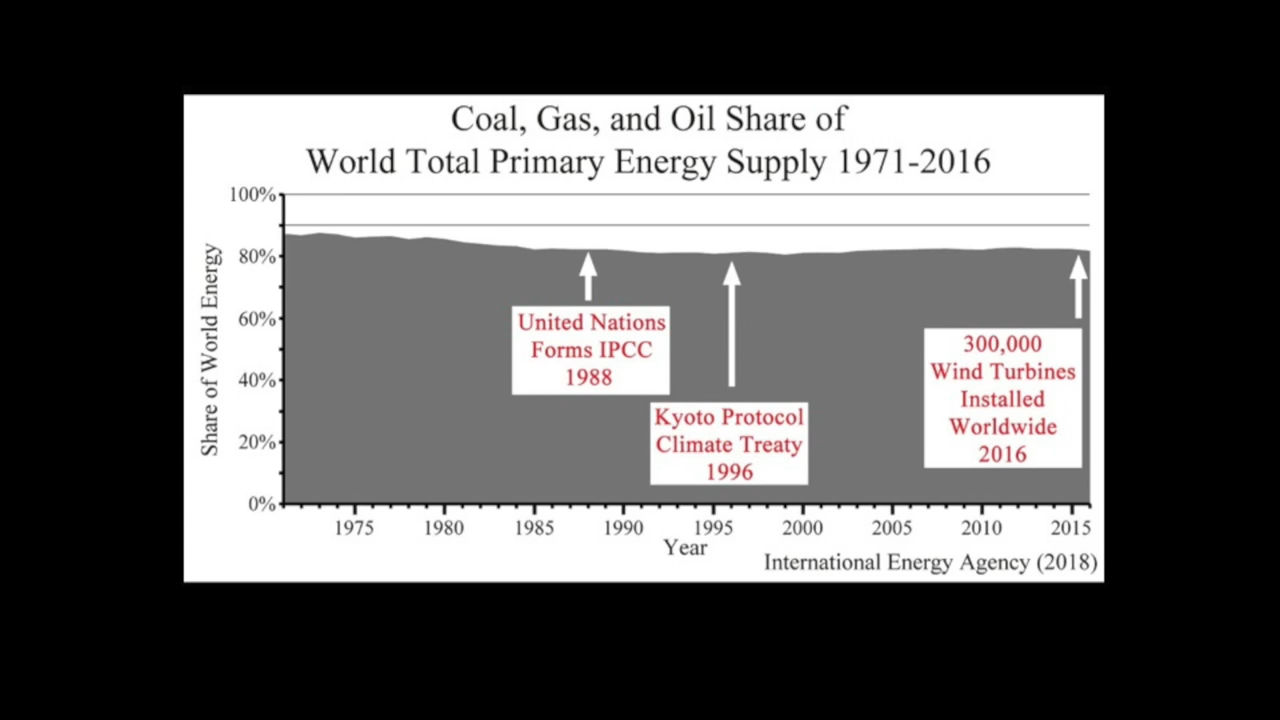 Coal, Gas, and Oil Share of
World Total Primary Energy Supply 1971-2016
Share of World Energy
100%
80%
60%
40%
20%
0%
United Nations
Forms IPCC
1988
Kyoto Protocol
Climate Treaty
1996
300,000
Wind Turbines
Installed
Worldwide
2016
1975 1980 1985 1990 1995 2000 2005 2010 2015
Year
International Energy Agency (2018)